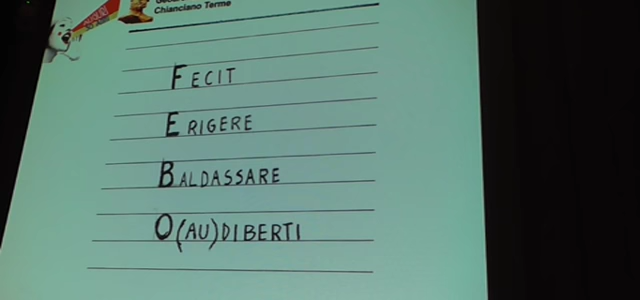 Chianciano Terme
FECIT
ERIGERE
BALDASSARE
O(AU)DIBERTI